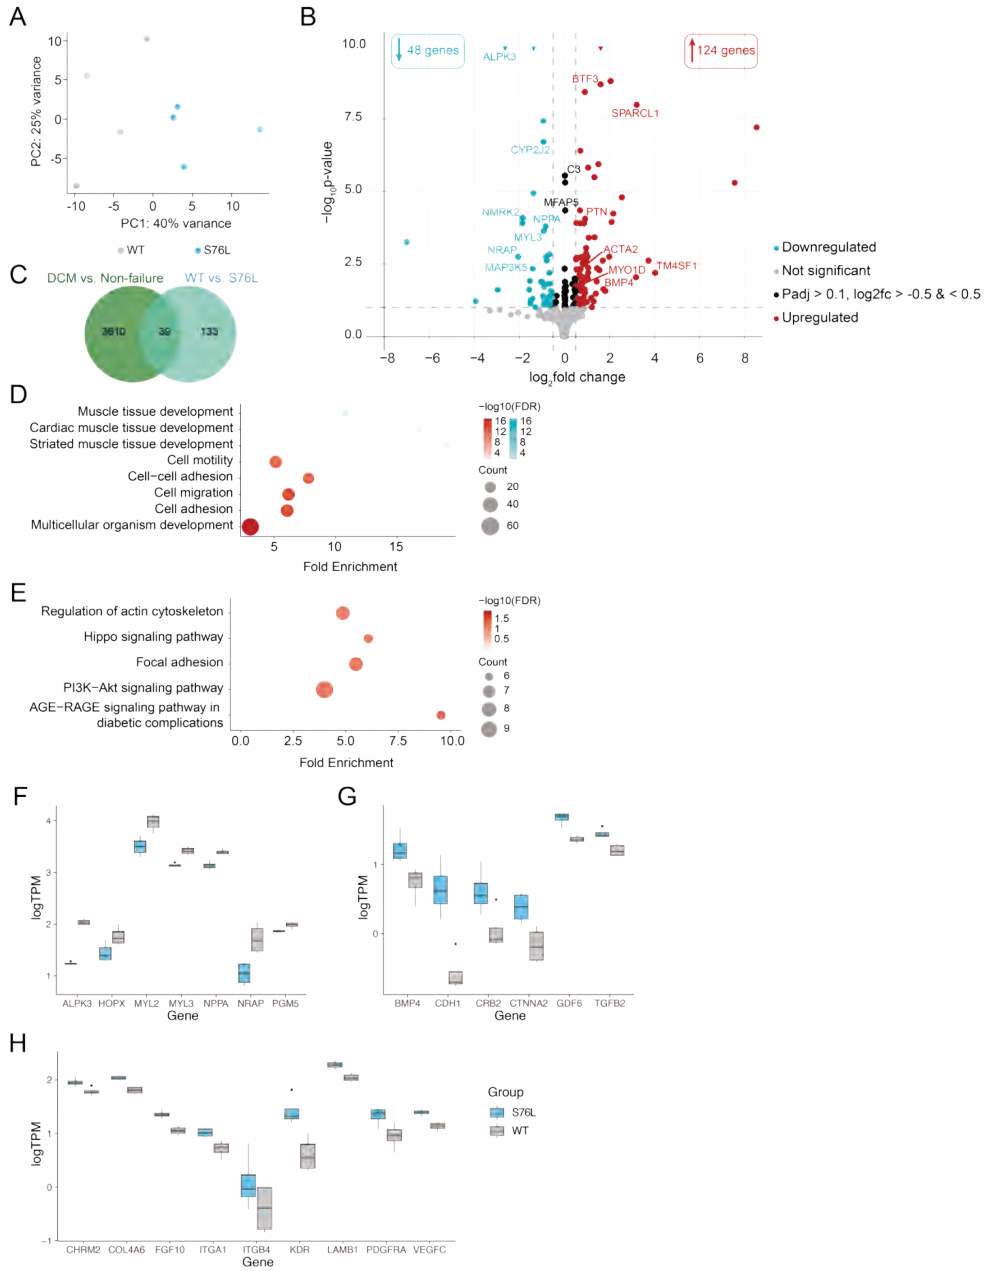 A
10
5
0
-5
PC2: 25% variance
-10
-5
0
5
10
PC1: 40% variance
WT
S76L
B
48 genes
124 genes
10.0
7.5
5.0
2.5
0.0
−log10p-value
ALPK3
BTF3
SPARCL1
CYP2J2
C3
MFAP5
NMRK2
NPPA
PTN
MYL3
NRAP
ACTA2
MAP3K5
MYO1D
TM4SF1
BMP4
−8
−6
−4
−2
0
2
4
6
8
log2fold change
Downregulated
Not significant
Padj > 0.1, log2fc > -0.5 & < 0.5
Upregulated
C
DCM vs. Non-failure
WT vs. S76L
3610
39
133
D
Muscle tissue development
Cardiac muscle tissue development
Striated muscle tissue development
Cell motility
Cell−cell adhesion
Cell migration
Cell adhesion
Multicellular organism development
5
10
15
Fold Enrichment
−log10(FDR)
16 16
12 12
8 8
4 4
Count
20
40
60
E
Regulation of actin cytoskeleton
Hippo signaling pathway
Focal adhesion
PI3K−Akt signaling pathway
AGE−RAGE signaling pathway in
diabetic complications
0.0
2.5
5.0
7.5
10.0
Fold Enrichment
−log10(FDR)
1.5
1
0.5
Count
6
7
8
9
F
4
3
2
1
logTPM
ALPK3 HOPX MYL2 MYL3 NPPA NRAP PGM5
Gene
G
1
0
logTPM
BMP4 CDH1 CRB2 CTNNA2 GDF6 TGFB2
Gene
H
2
1
0
−1
logTPM
CHRM2 COL4A6 FGF10 ITGA1 ITGB4 KDR LAMB1 PDGFRA VEGFC
Gene
Group
S76L
WT